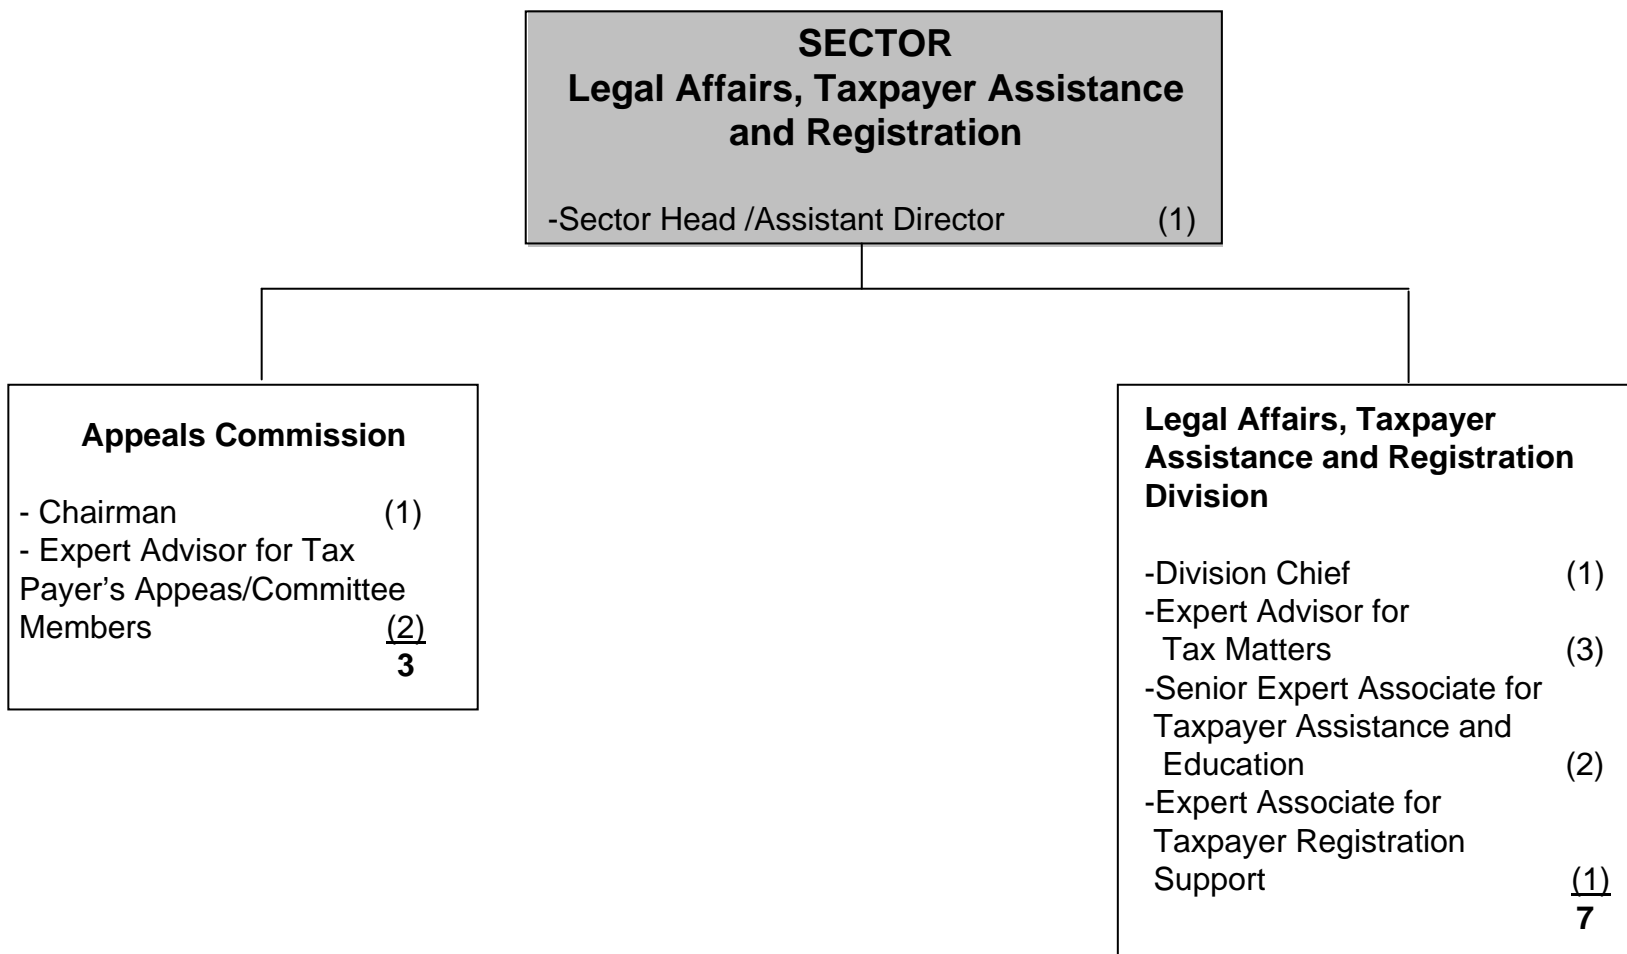 SECTOR
Legal Affairs, Taxpayer Assistance
and Registration
-Sector Head /Assistant Director (1)
Appeals Commission
- Chairman (1)
- Expert Advisor for Tax
Payer’s Appeas/Committee
Members (2)
3
Legal Affairs, Taxpayer
Assistance and Registration
Division
-Division Chief (1)
-Expert Advisor for
Tax Matters (3)
-Senior Expert Associate for
Taxpayer Assistance and
Education (2)
-Expert Associate for
Taxpayer Registration
Support (1)
7